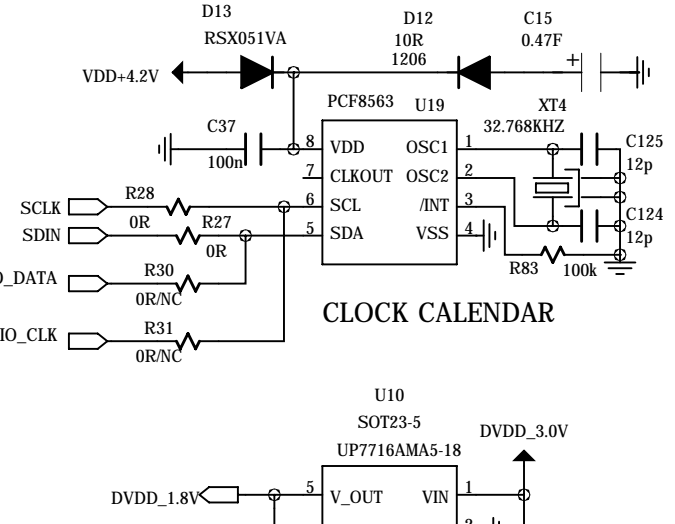 D13
RSX051VA
D12
10R
1206
C15
0.47F
+
VDD+4.2V
PCF8563
U19
XT4
32.768KHZ
C37
100n
8
VDD
OSC1
1
C125
12p
7
CLKOUT
OSC2
2
SCLK
R28
0R
6
SCL
/INT
3
C124
12p
SDIN
R27
0R
5
SDA
VSS
4
R83
100k
O_DATA
R30
0R/NC
CLOCK CALENDAR
IO_CLK
R31
0R/NC
U10
SOT23-5
UP7716AMA5-18
DVDD_3.0V
DVDD_1.8V
5
V_OUT
VIN
1